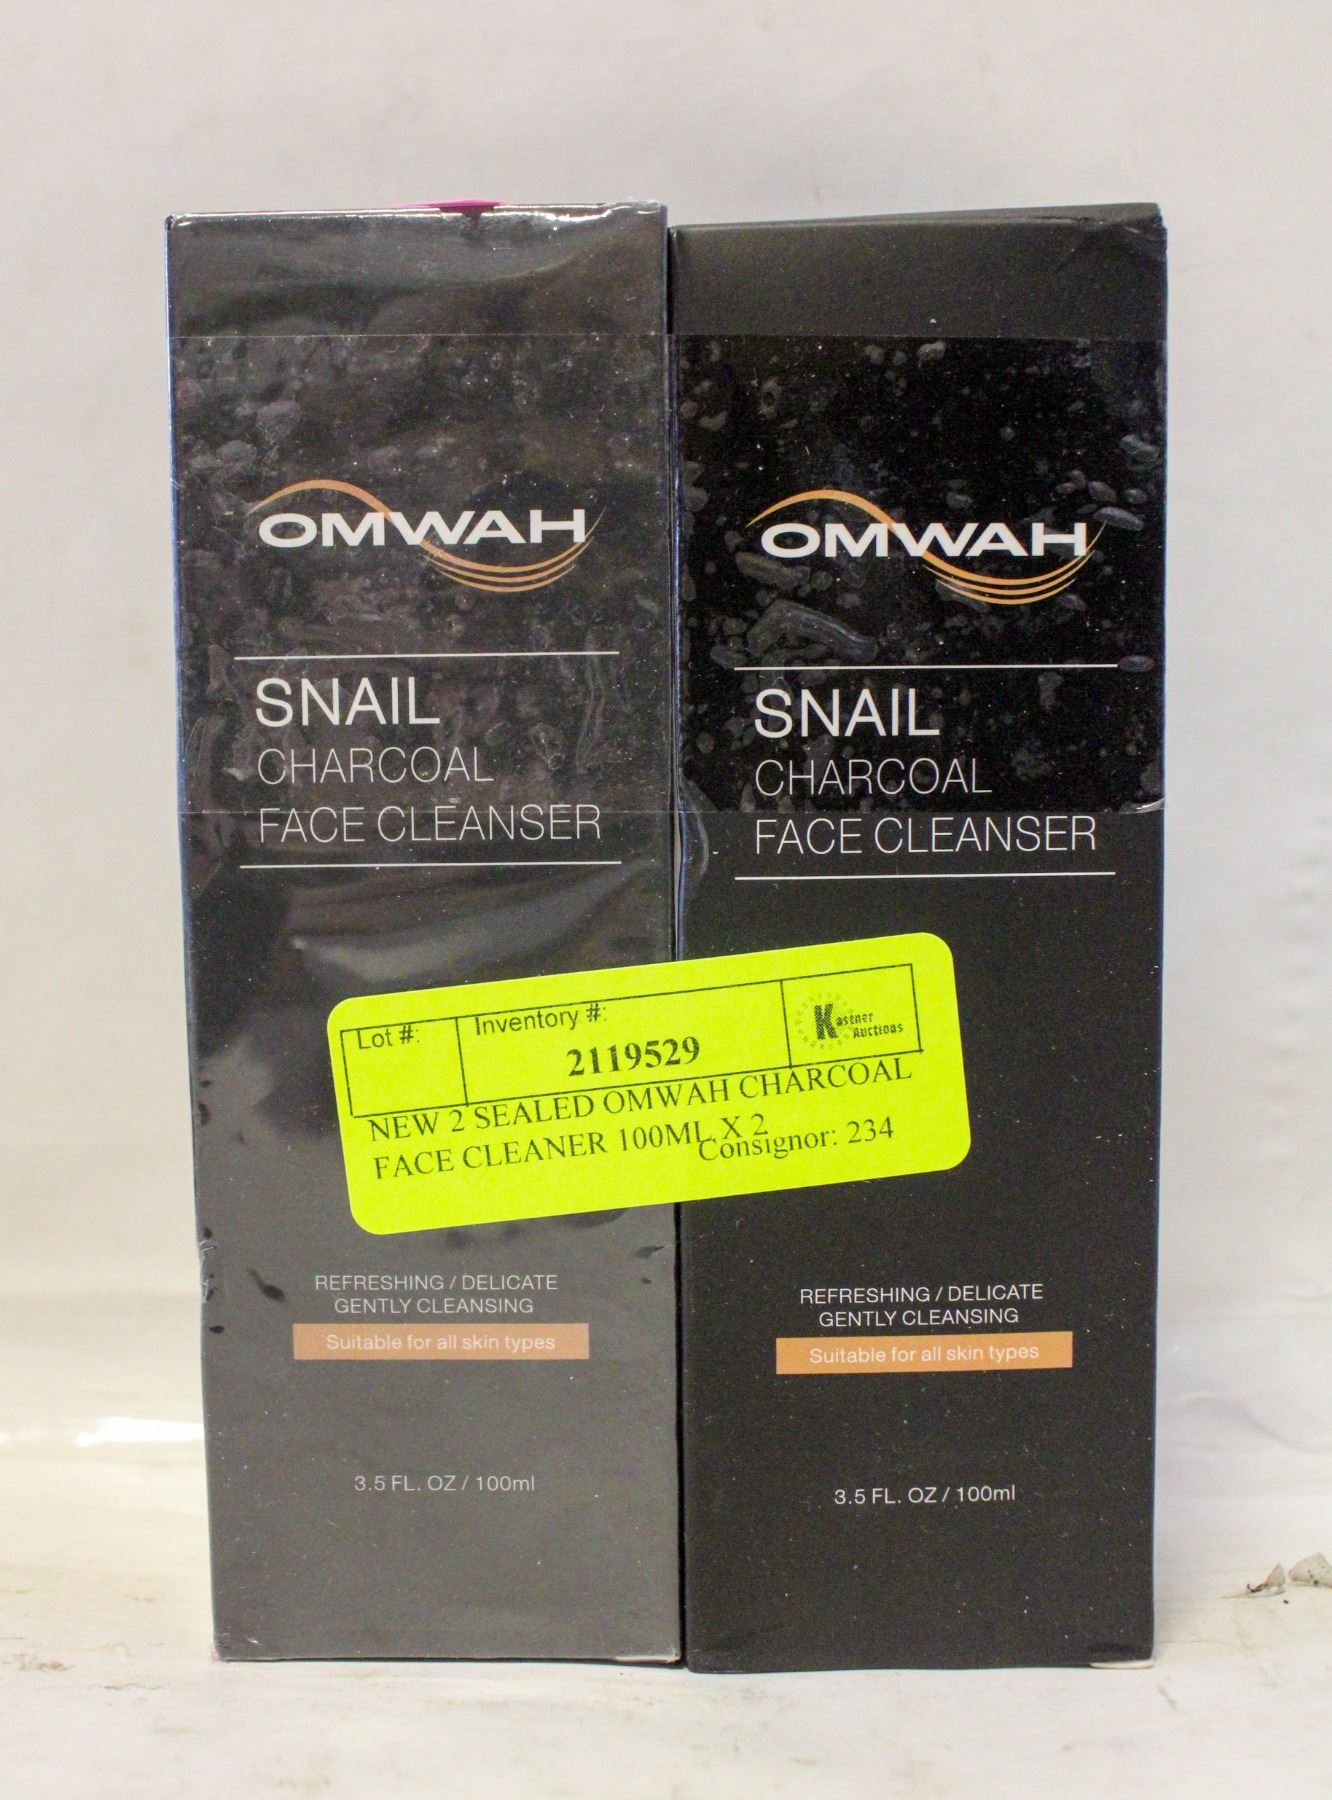 OMWAH
SNAIL
CHARCOAL
FACE CLEANSER
OMWAH
SNAIL
CHARCOAL
FACE CLEANSER
Lot #:
Inventory #:
2119529
Kastner
Auctions
NEW 2 SEALED OMWAH CHARCOAL
FACE CLEANER 100ML X 2
Consignor: 234
REFRESHING / DELICATE
GENTLY CLEANSING
Suitable for all skin types
3.5 FL. OZ / 100ml
REFRESHING / DELICATE
GENTLY CLEANSING
Suitable for all skin types
3.5 FL. OZ / 100ml